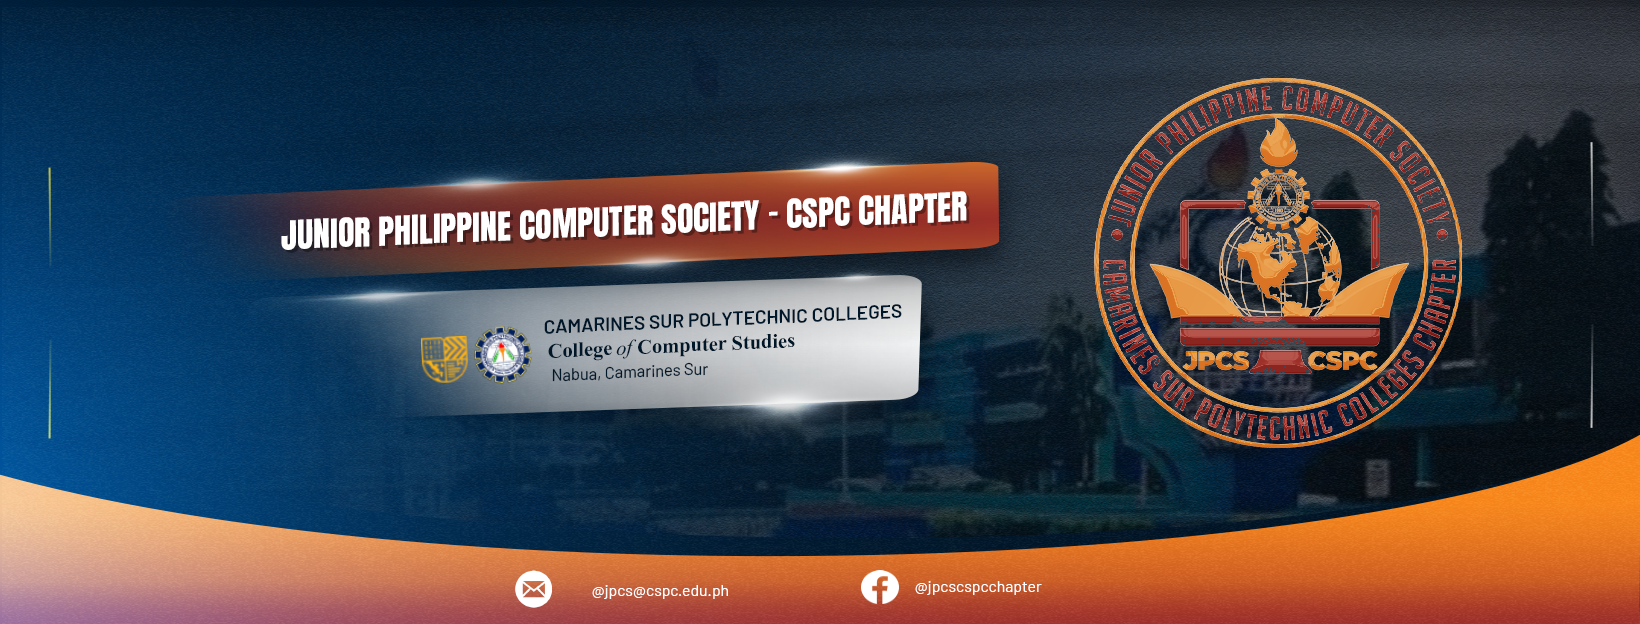 JUNIOR PHILIPPINE COMPUTER SOCIETY - CSPC CHAPTER
CAMARINES SUR POLYTECHNIC COLLEGES
College of Computer Studies
Nabua, Camarines Sur
JUNIOR PHILIPPINE COMPUTER SOCIETY
CAMARINES SUR POLYTECHNIC COLLEGES CHAPTER
JPCS CSPC
@jpcs@cspc.edu.ph
@jpcscspcchapter